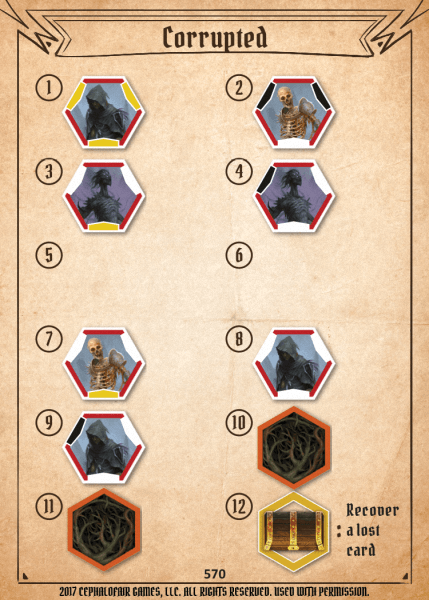 Corrupted
1 2
3 4
5 6
7 8
9 10
11 12 Recover
: a lost
card
570
2017 CEPHALOFAIR GAMES, LLC. ALL RIGHTS RESERVED. USED WITH PERMISSION.